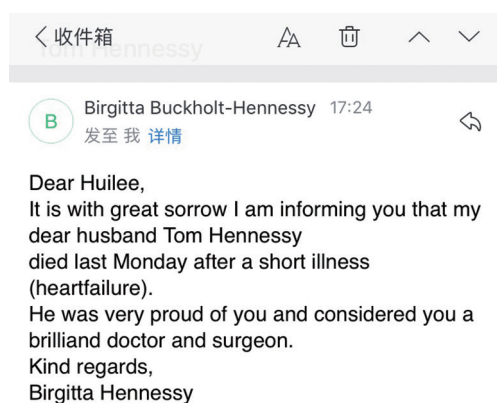 收件箱
Tom Hennessy
Birgitta Buckholt-Hennessy 17:24
B
发至 我 详情
Dear Huilee,
It is with great sorrow I am informing you that my
dear husband Tom Hennessy
died last Monday after a short illness
(heartfailure).
He was very proud of you and considered you a
brilliand doctor and surgeon.
Kind regards,
Birgitta Hennessy